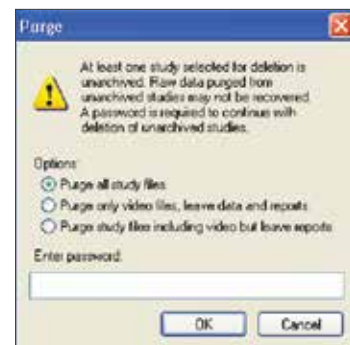 Purge
At least one study selected for deletion is
unarchived. Raw data purged from
unarchived studies may not be recovered.
A password is required to continue with
deletion of unarchived studies.
Options:
Purge all study files
Purge only video files, leave data and reports
Purge study files including video but leave reports
Enter password:
OK
Cancel